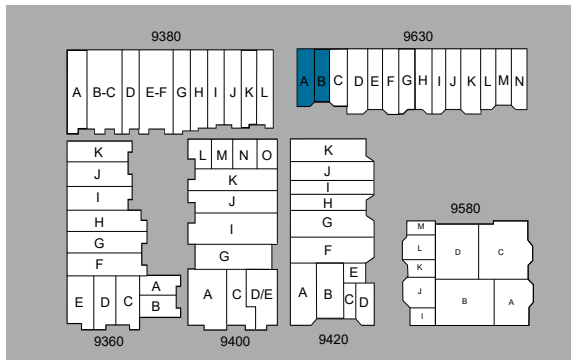 9380
9630
A B-C D E-F G H I J K L
A B C D E F G H I J K L M N
K
J
I
H
G
F
E D C A
B
L M N O
K
J
I
G
A C D/E
K
J
I
H
G
F
E
A B C D
9580
M
L
K
J
I
D C
B A
9360
9400
9420